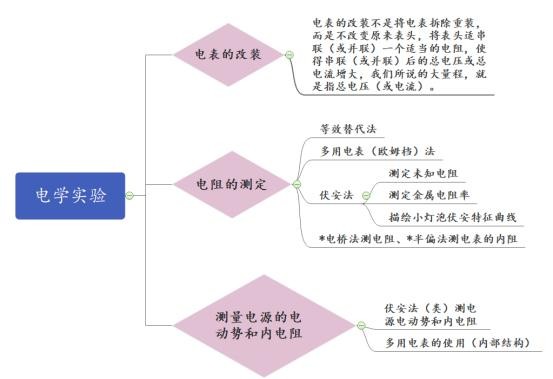 电学实验
电表的改装
电表的改装不是将电表拆除重装，
而是不改变原来表头，将表头适串
联（或并联）一个适当的电阻，使
得串联（或并联）后的总电压或总
电流增大，我们所说的大量程，就
是指总电压（或电流）。
电阻的测定
等效替代法
多用电表（欧姆档）法
伏安法
测定未知电阻
测定金属电阻率
描绘小灯泡伏安特征曲线
*电桥法测电阻、*半偏法测电表的内阻
测量电源的电
动势和内电阻
伏安法（类）测电
源电动势和内电阻
多用电表的使用（内部结构）